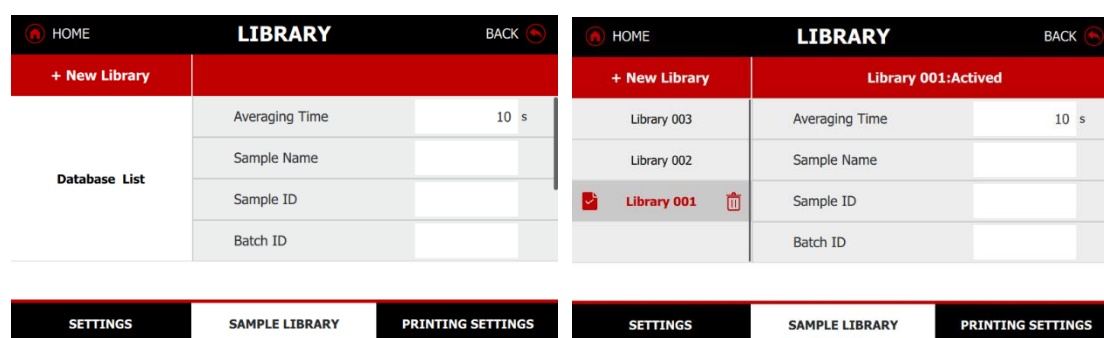 HOME LIBRARY BACK
+ New Library
Averaging Time 10 s
Sample Name
Database List
Sample ID
Batch ID
SETTINGS SAMPLE LIBRARY PRINTING SETTINGS
HOME LIBRARY BACK
+ New Library Library 001:Actived
Library 003 Averaging Time 10 s
Library 002 Sample Name
Library 001 Sample ID
Batch ID
SETTINGS SAMPLE LIBRARY PRINTING SETTINGS